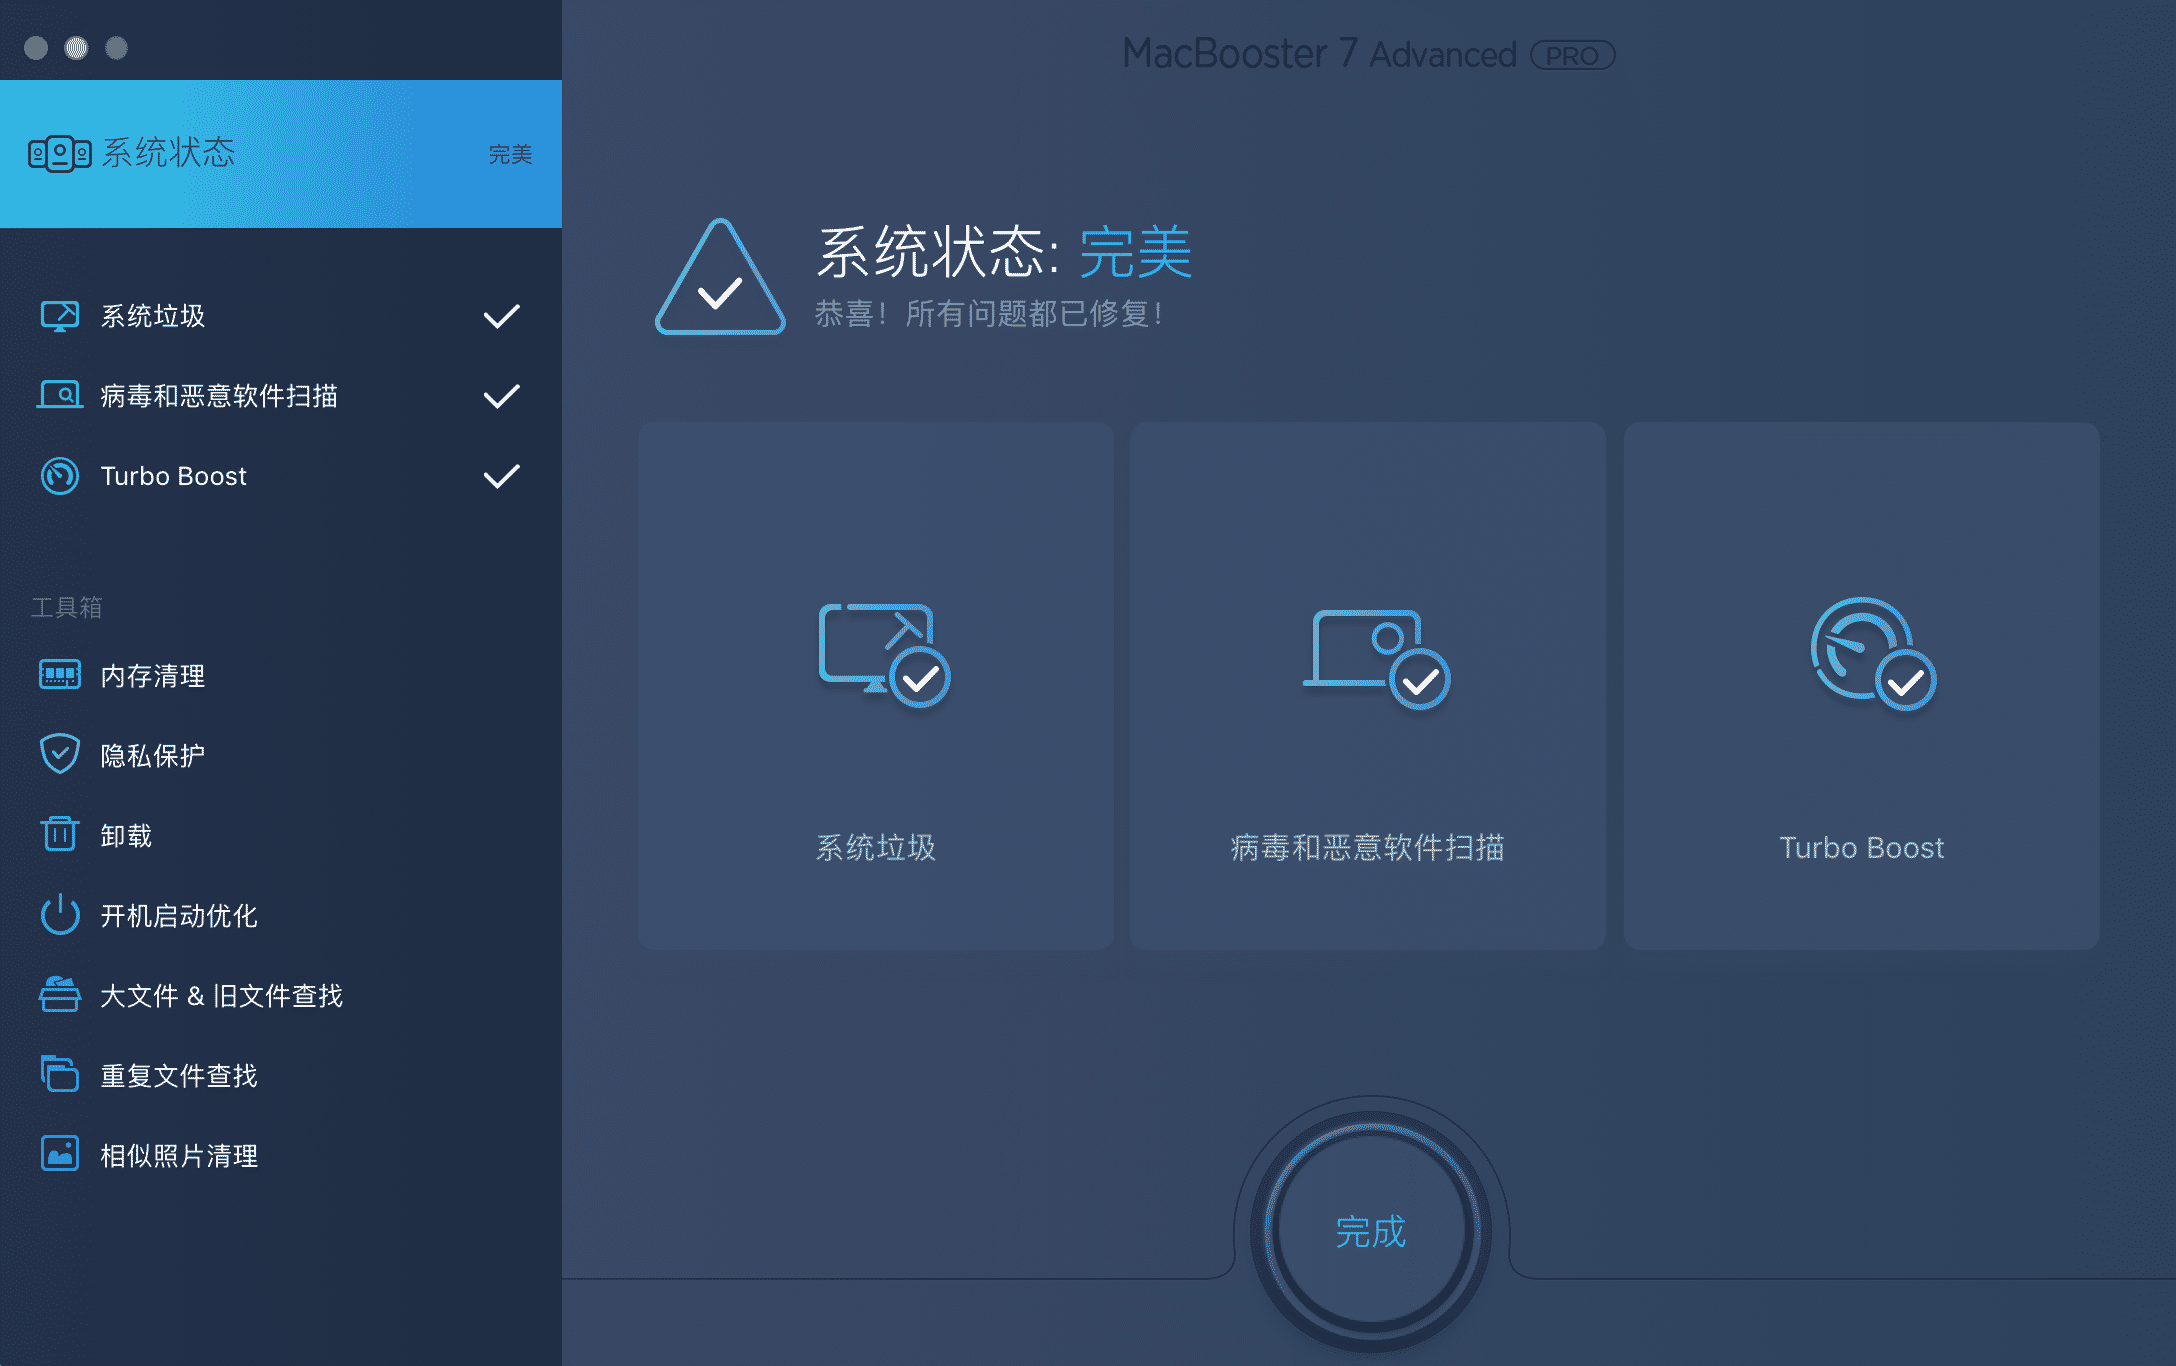 MacBooster 7 Advanced PRO
系统状态
完美
系统垃圾
病毒和恶意软件扫描
Turbo Boost
工具箱
内存清理
隐私保护
卸载
开机启动优化
大文件 & 旧文件查找
重复文件查找
相似照片清理
系统状态: 完美
恭喜！所有问题都已修复！
系统垃圾
病毒和恶意软件扫描
Turbo Boost
完成